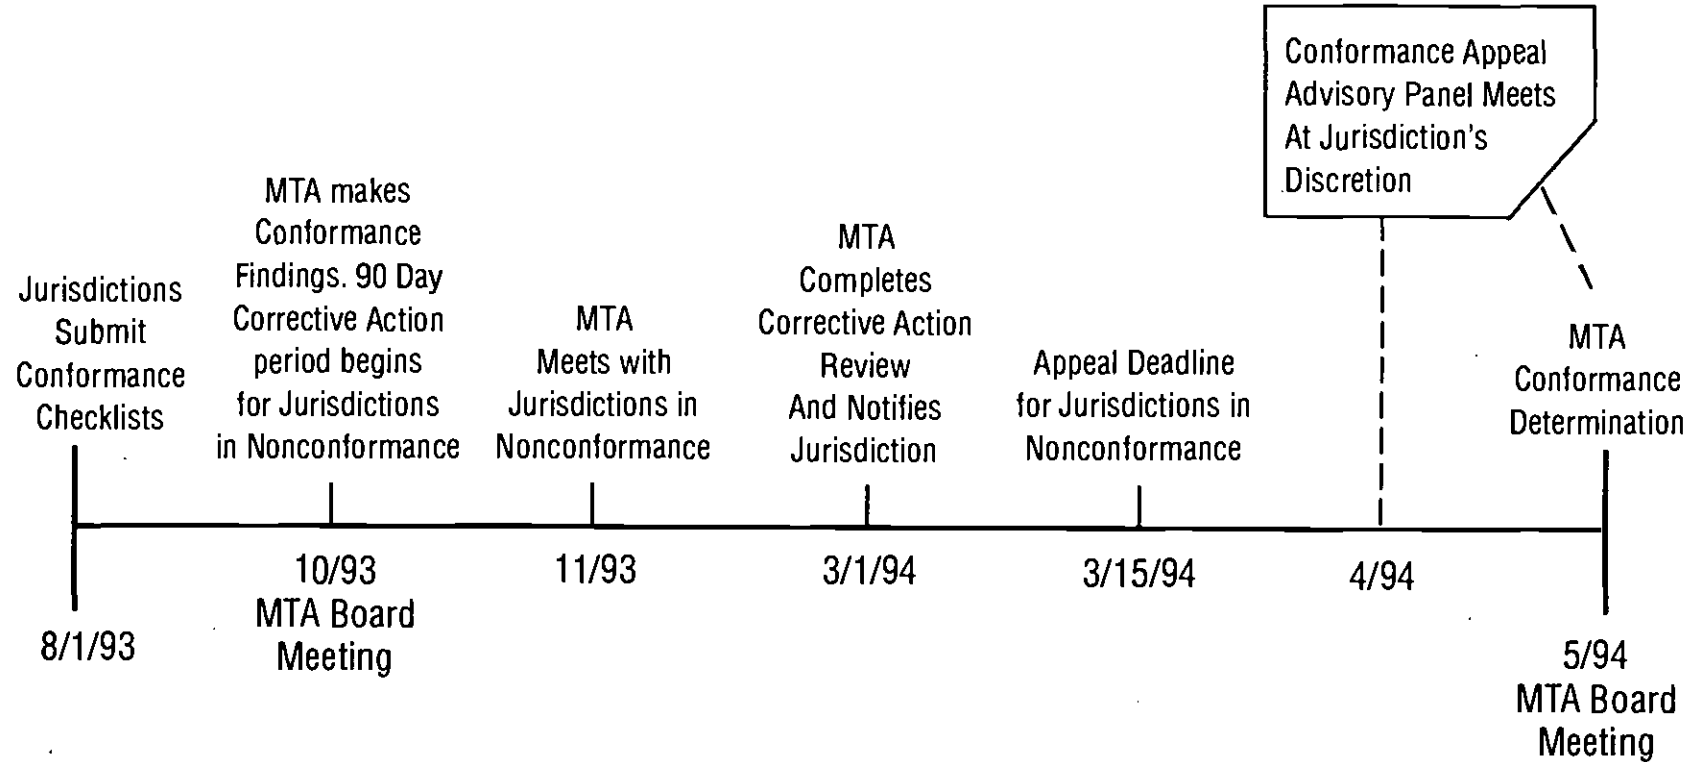 Conformance Appeal
Advisory Panel Meets
At Jurisdiction's
Discretion
Jurisdictions
Submit
Conformance
Checklists
MTA makes
Conformance
Findings. 90 Day
Corrective Action
period begins
for Jurisdictions
in Nonconformance
MTA
Meets with
Jurisdictions in
Nonconformance
MTA
Completes
Corrective Action
Review
And Notifies
Jurisdiction
Appeal Deadline
for Jurisdictions in
Nonconformance
MTA
Conformance
Determination
8/1/93
10/93
MTA Board
Meeting
11/93
3/1/94
3/15/94
4/94
5/94
MTA Board
Meeting